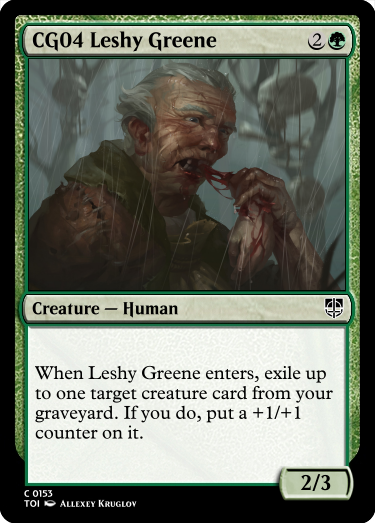 CG04 Leshy Greene 2
Creature — Human
When Leshy Greene enters, exile up
to one target creature card from your
graveyard. If you do, put a +1/+1
counter on it.
2/3
C 0153
TOI Allexey Kruglov